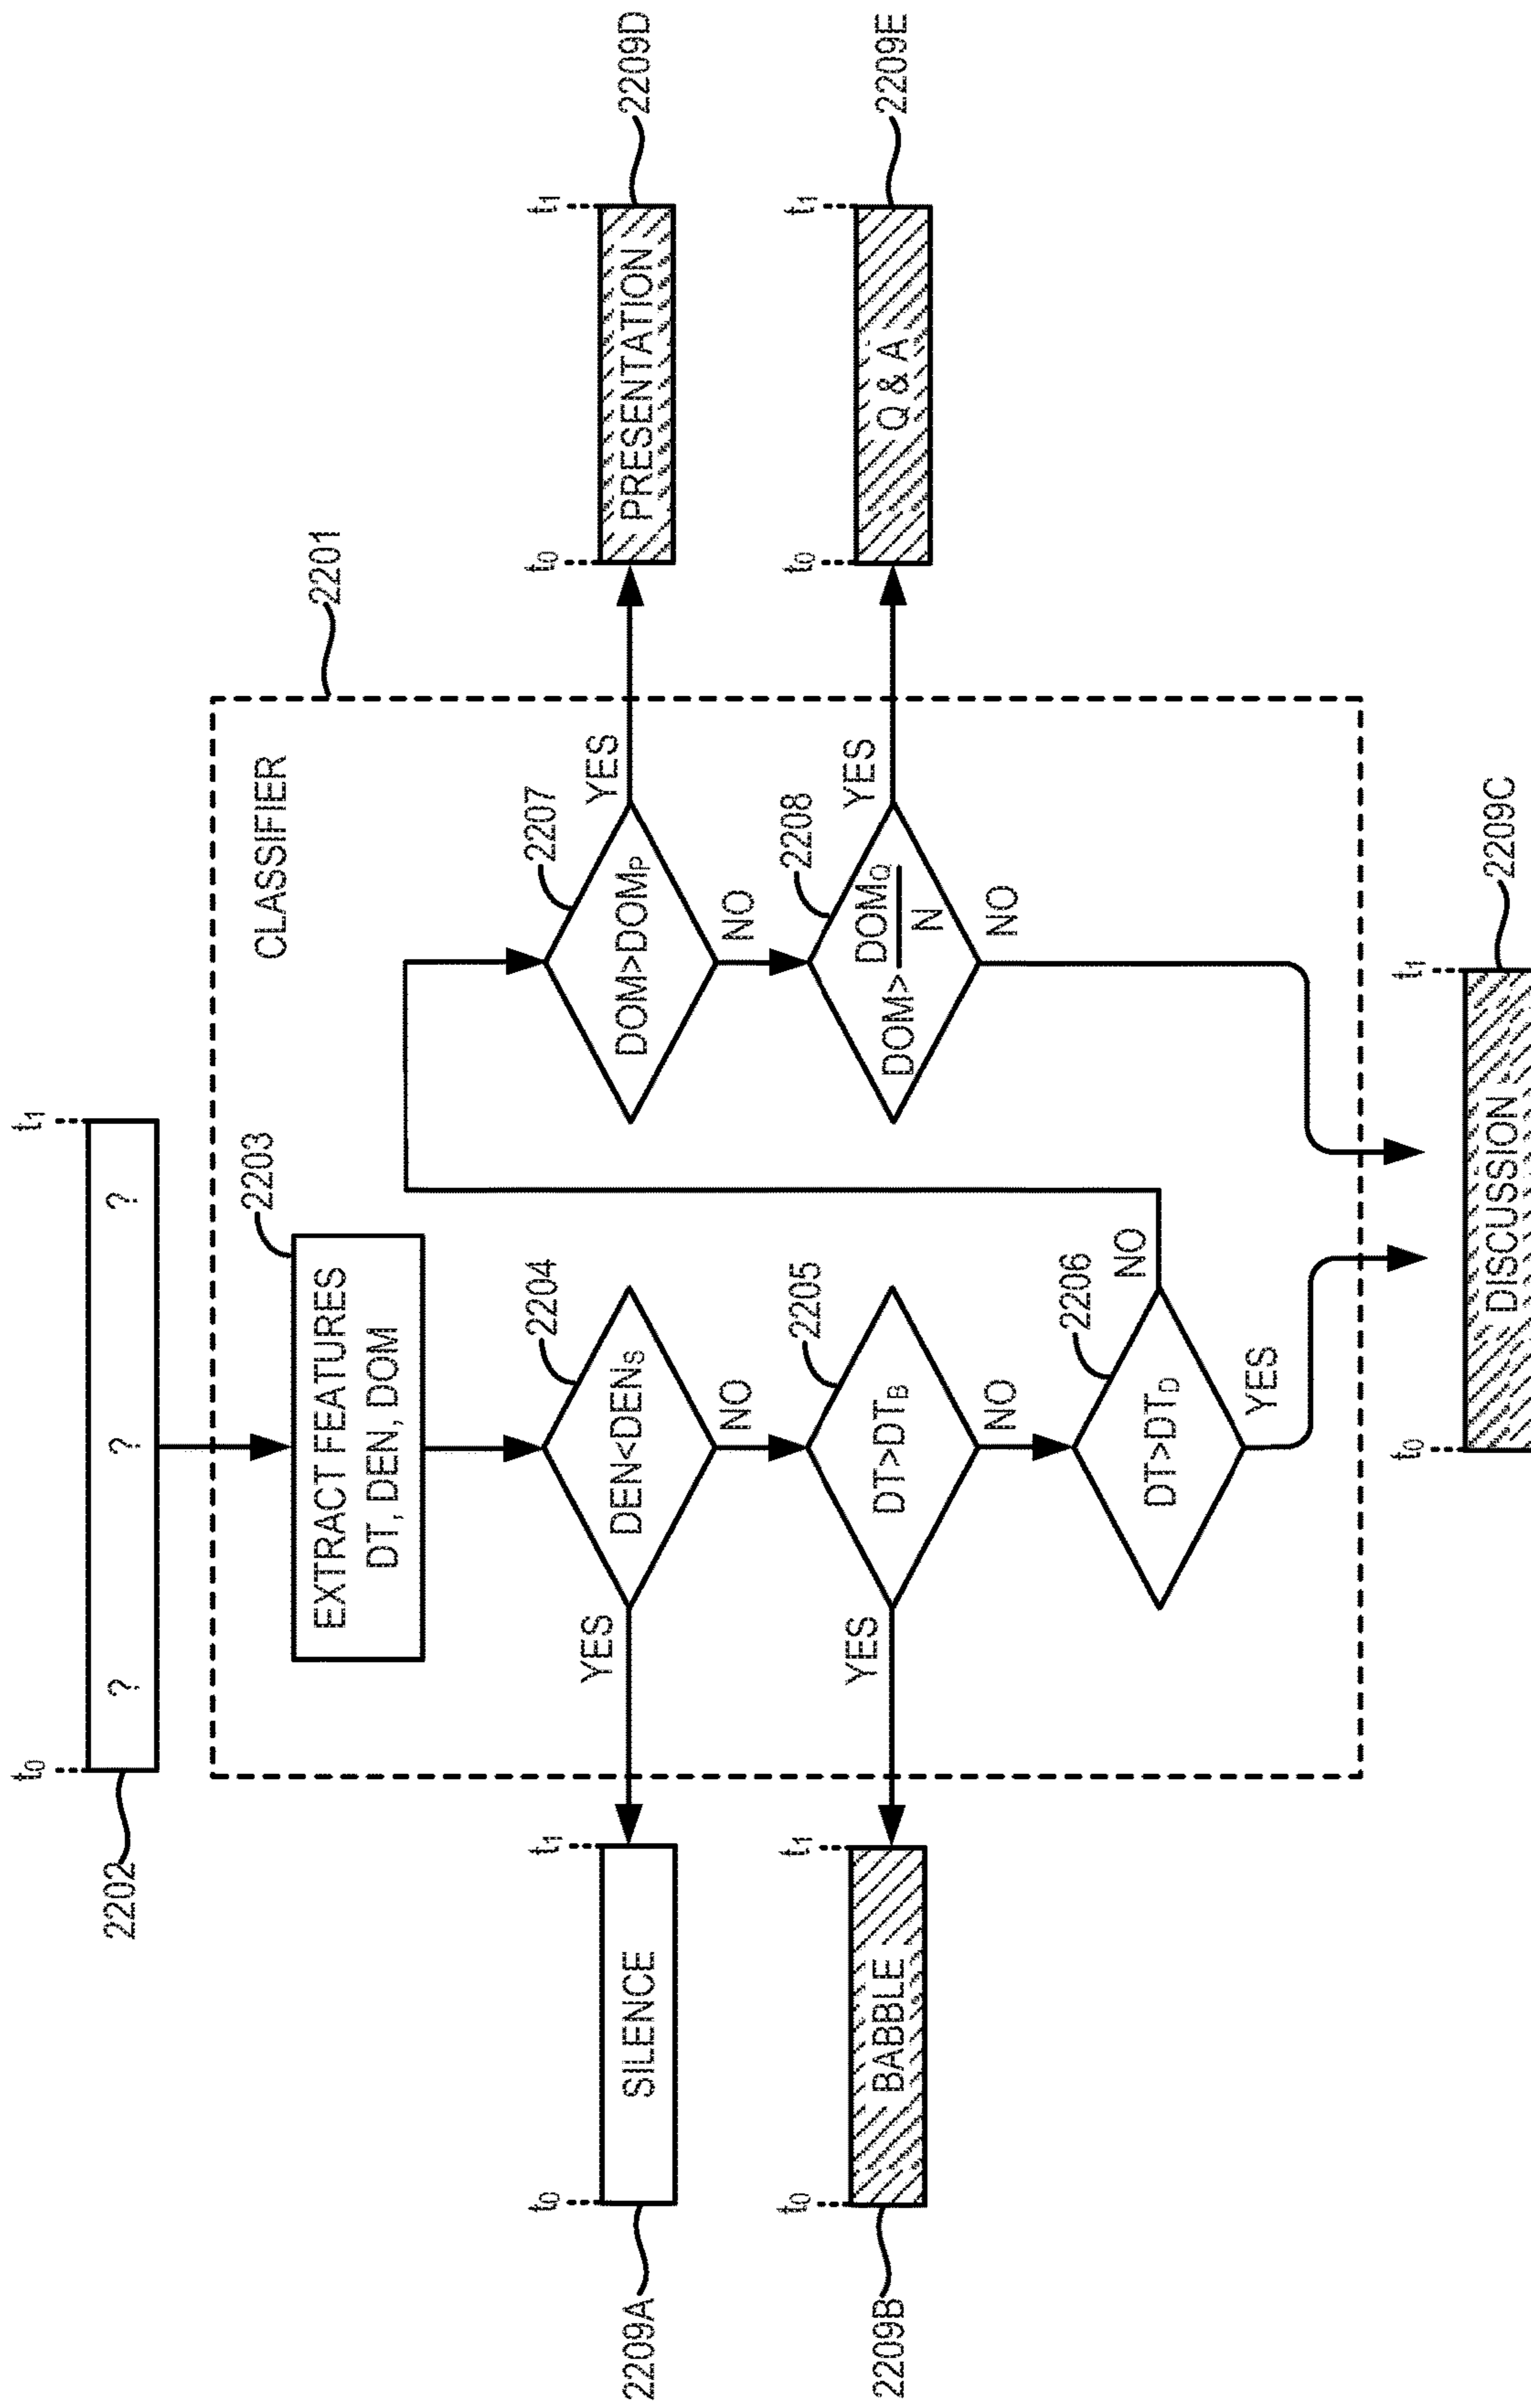 t₀
t₁
? ? ?
2202
2201
CLASSIFIER
2203
EXTRACT FEATURES
DT, DEN, DOM
2204
DEN<DENS
YES
NO
t₀
t₁
SILENCE
2209A
2205
DT>DTB
YES
NO
t₀
t₁
BABBLE
2209B
2206
DT>DTD
NO
YES
2207
DOM>DOMP
YES
NO
t₀
t₁
PRESENTATION
2209D
2208
DOM> DOMQ
N
YES
NO
t₀
t₁
Q & A
2209E
t₀
t₁
DISCUSSION
2209C